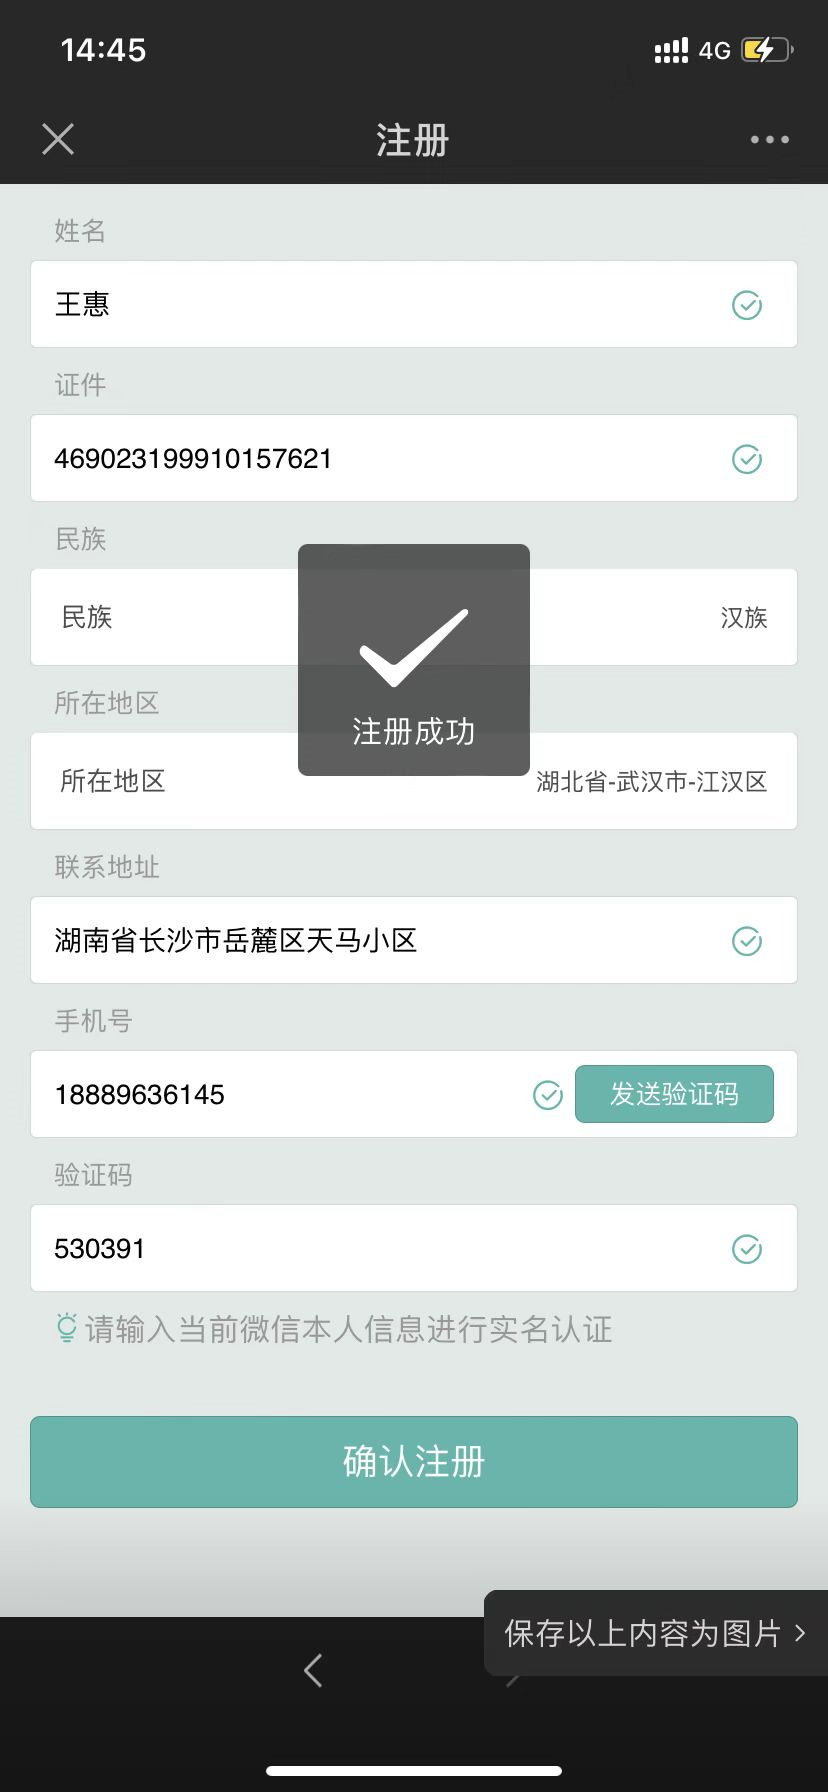 14:45
4G
注册
姓名
王惠
证件
469023199910157621
民族
民族
汉族
注册成功
所在地区
所在地区
湖北省-武汉市-江汉区
联系地址
湖南省长沙市岳麓区天马小区
手机号
18889636145
发送验证码
验证码
530391
请输入当前微信本人信息进行实名认证
确认注册
保存以上内容为图片